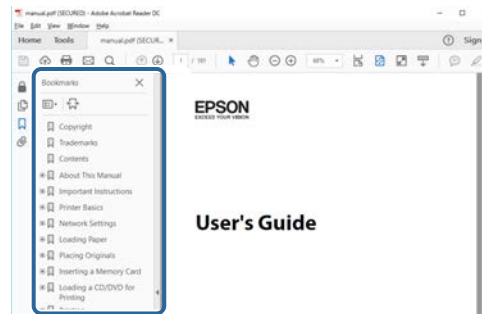 manual.pdf (SECURED) - Adobe Acrobat Reader DC
File Edit View Window Help
Home Tools manual.pdf (SECUR... ×
Sign
1 / 181
Bookmarks
EPSON
EXCEED YOUR VISION
Copyright
Trademarks
Contents
About This Manual
Important Instructions
Printer Basics
Network Settings
User's Guide
Loading Paper
Placing Originals
Inserting a Memory Card
Loading a CD/DVD for
Printing